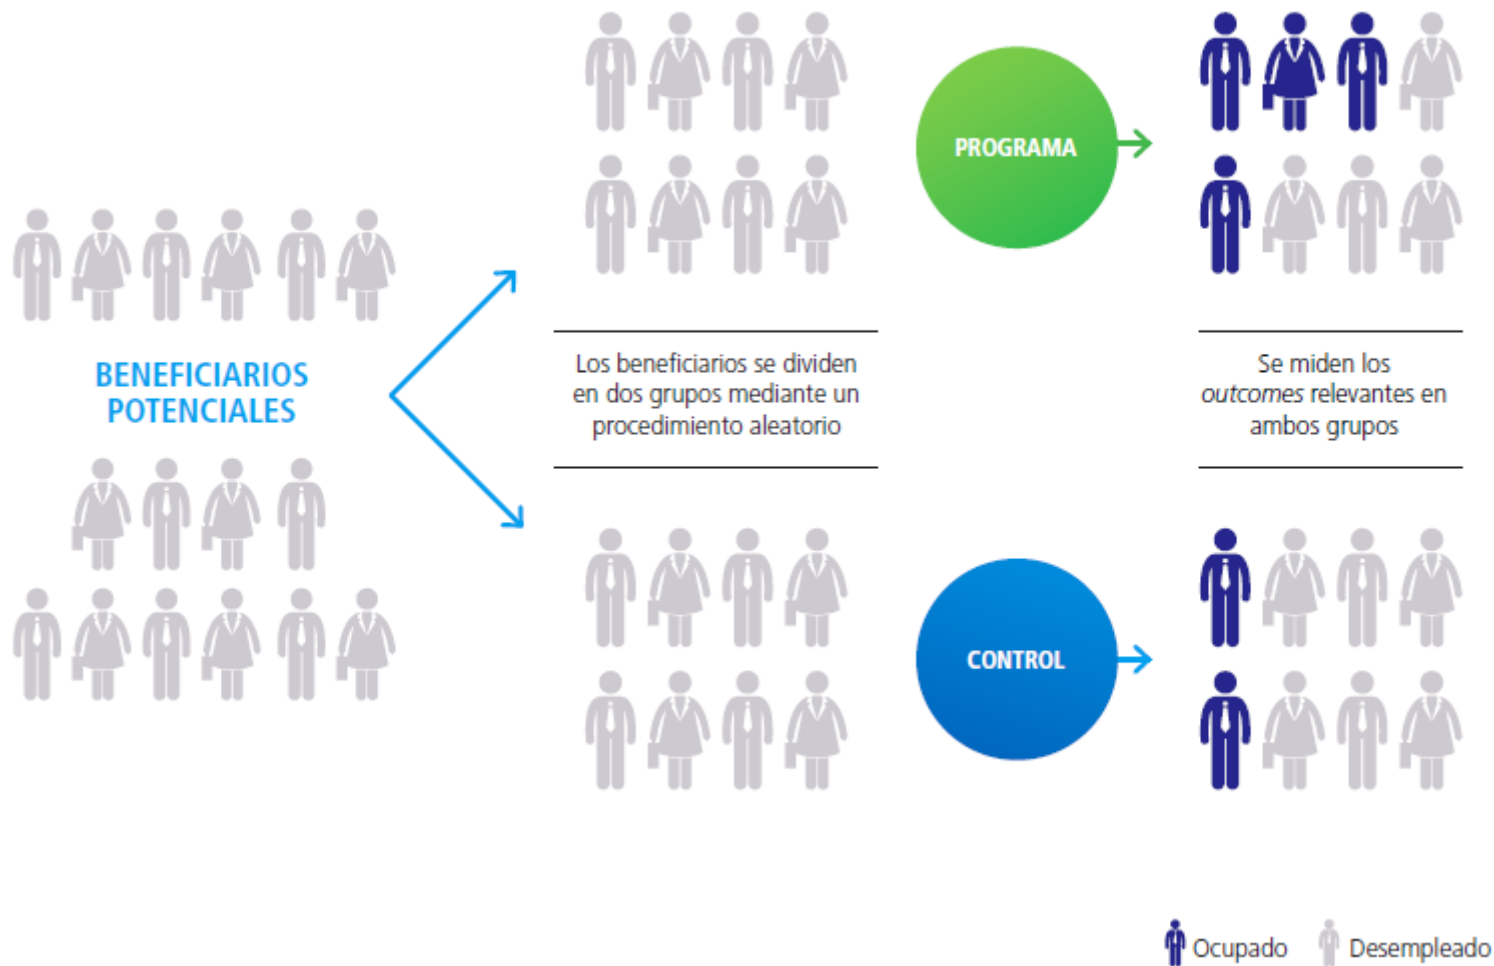 BENEFICIARIOS
POTENCIALES
Los beneficiarios se dividen
en dos grupos mediante un
procedimiento aleatorio
PROGRAMA
CONTROL
Se miden los
outcomes relevantes en
ambos grupos
Ocupado
Desempleado